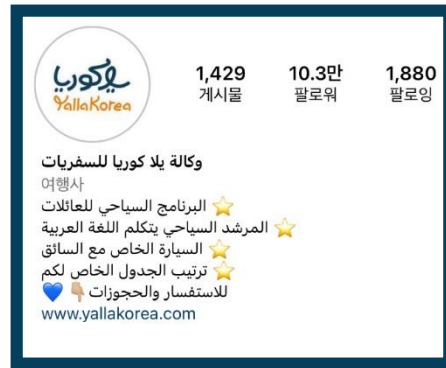 يلاكوريا
YallaKorea
1,429 10.3만 1,880
게시물 팔로워 팔로잉
وكالة يلا كوريا للسفريات
여행사
⭐ البرنامج السياحي للعائلات
⭐ المرشد السياحي يتكلم اللغة العربية
⭐ السيارة الخاص مع السائق
⭐ ترتيب الجدول الخاص لكم
للاستفسار والحجوزات👇🏼 💙
www.yallakorea.com